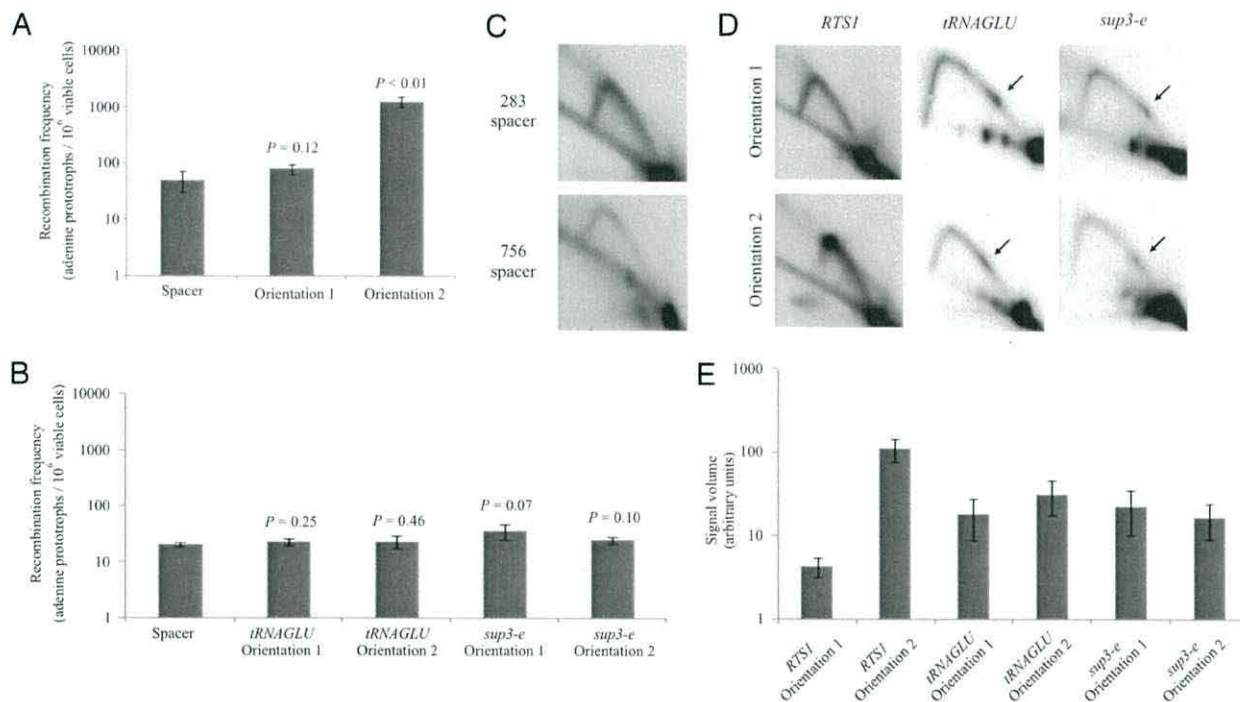 A
Recombination frequency
(adenine prototrophs / 10⁶ viable cells)
10000
1000
100
10
1
P = 0.12
P < 0.01
Spacer
Orientation 1
Orientation 2
B
Recombination frequency
(adenine prototrophs / 10⁶ viable cells)
10000
1000
100
10
1
P = 0.25
P = 0.46
P = 0.07
P = 0.10
Spacer
tRNAGLU
Orientation 1
tRNAGLU
Orientation 2
sup3-e
Orientation 1
sup3-e
Orientation 2
C
283
spacer
756
spacer
D
RTS1
tRNAGLU
sup3-e
Orientation 1
Orientation 2
E
Signal volume
(arbitrary units)
1000
100
10
1
RTS1
Orientation 1
RTS1
Orientation 2
tRNAGLU
Orientation 1
tRNAGLU
Orientation 2
sup3-e
Orientation 1
sup3-e
Orientation 2